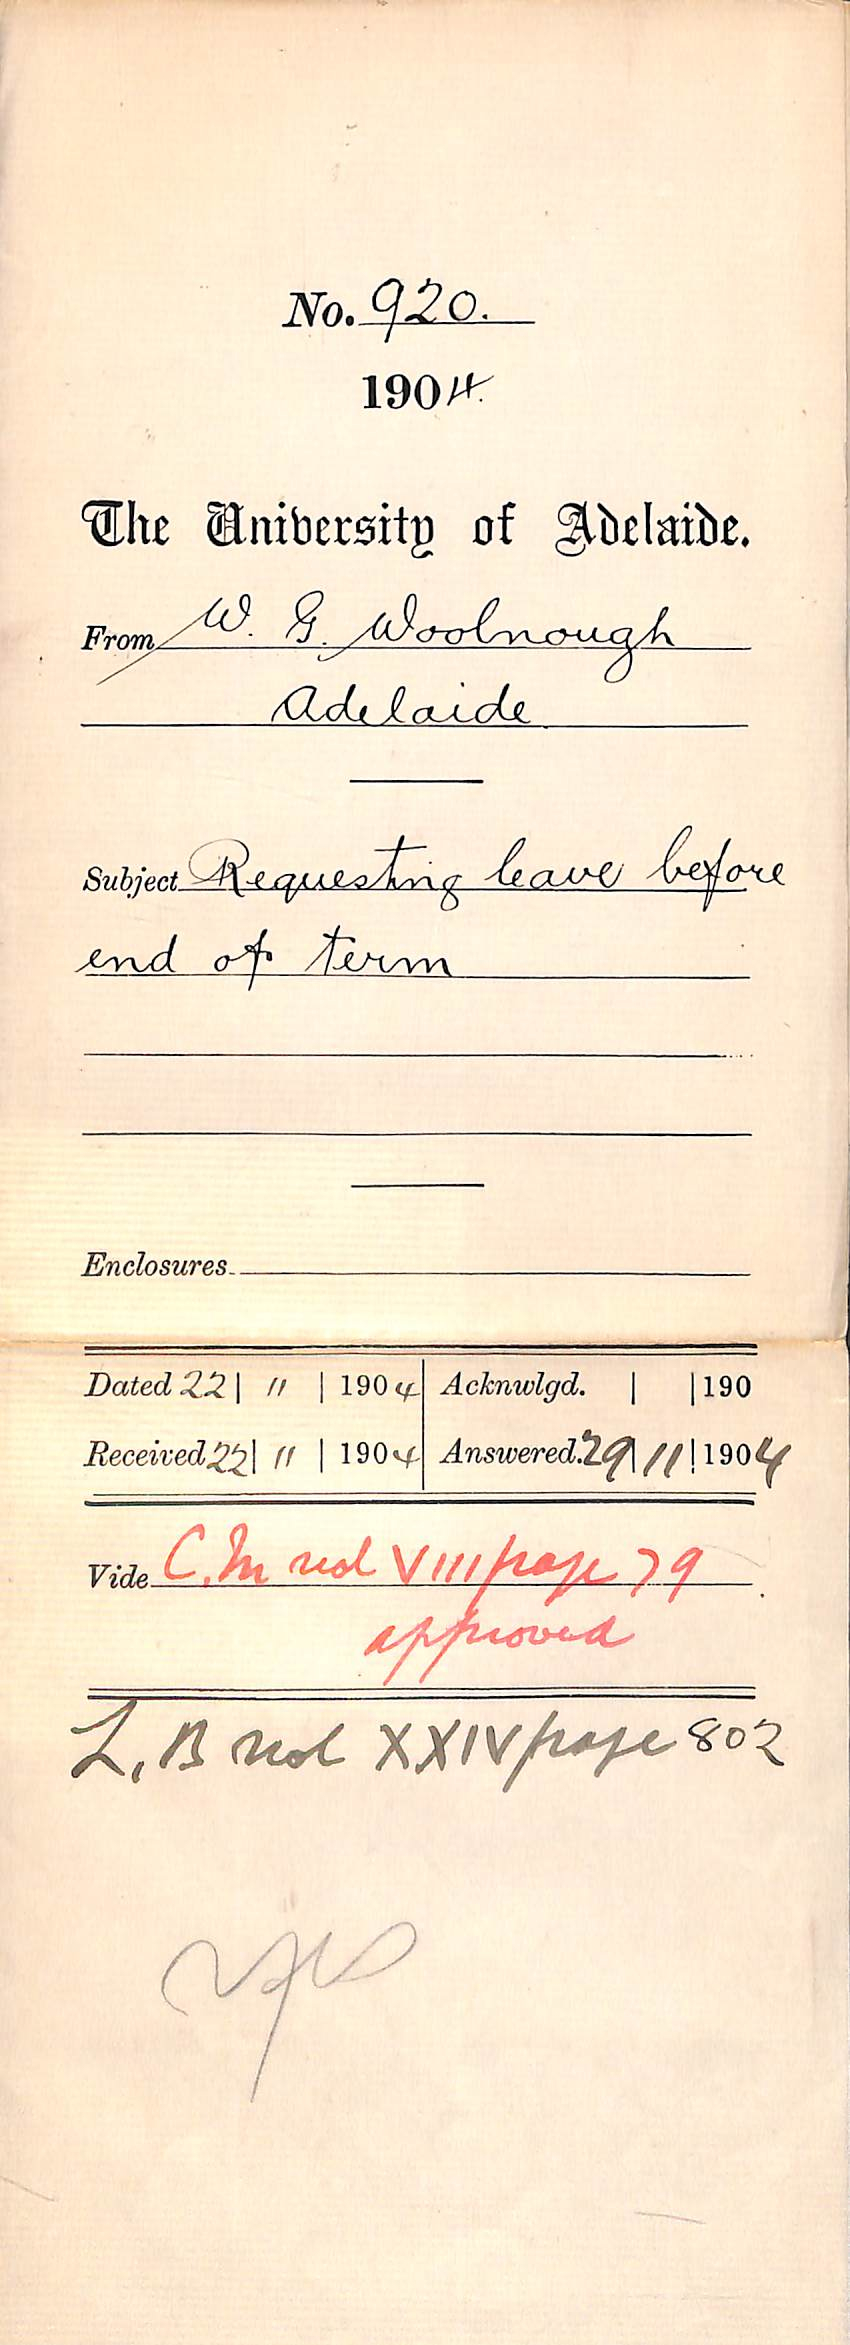 No. 920.
1904.
The University of Adelaide.
From W. G. Woolnough
Adelaide
Subject Requesting leave before
end of term
Enclosures
Dated 22 | 11 | 1904 Acknwlgd. | | 190
Received 22 | 11 | 1904 Answered. 29 | 11 | 1904
Vide C.M vol VIII page 79
approved
L.B vol XXIV page 802